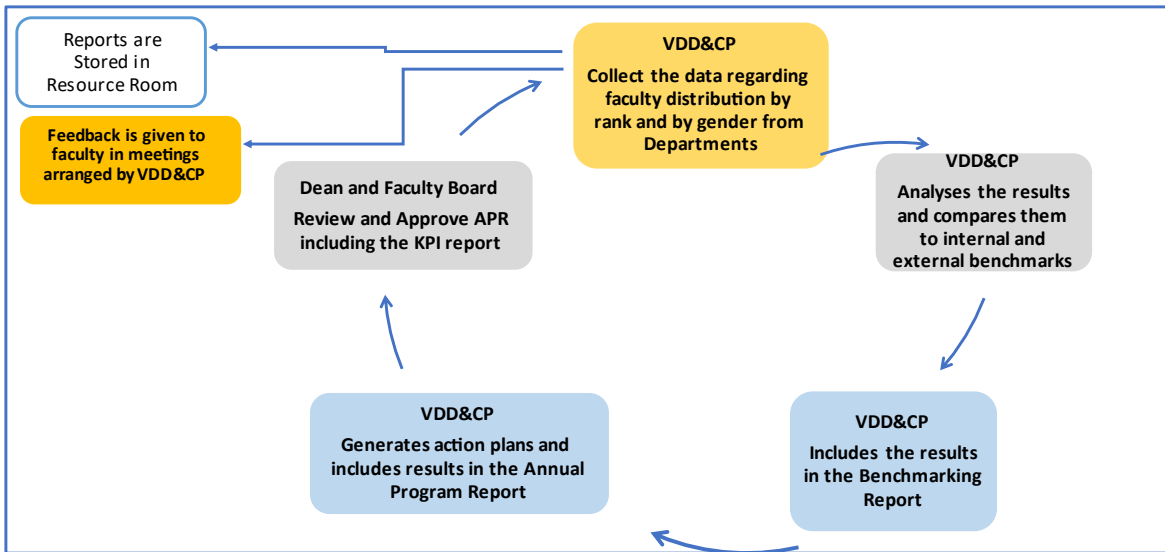 Reports are
Stored in
Resource Room
Feedback is given to
faculty in meetings
arranged by VDD&CP
VDD&CP
Collect the data regarding
faculty distribution by
rank and by gender from
Departments
VDD&CP
Analyses the results
and compares them
to internal and
external benchmarks
VDD&CP
Includes the results
in the Benchmarking
Report
VDD&CP
Generates action plans and
includes results in the Annual
Program Report
Dean and Faculty Board
Review and Approve APR
including the KPI report